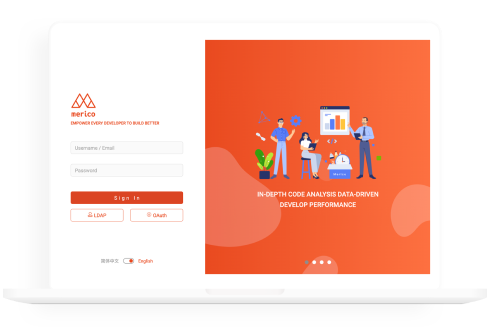 merico
EMPOWER EVERY DEVELOPER TO BUILD BETTER
Username / Email
Password
Sign In
LDAP
OAuth
简体中文
English
IN-DEPTH CODE ANALYSIS DATA-DRIVEN
DEVELOP PERFORMANCE
Merico